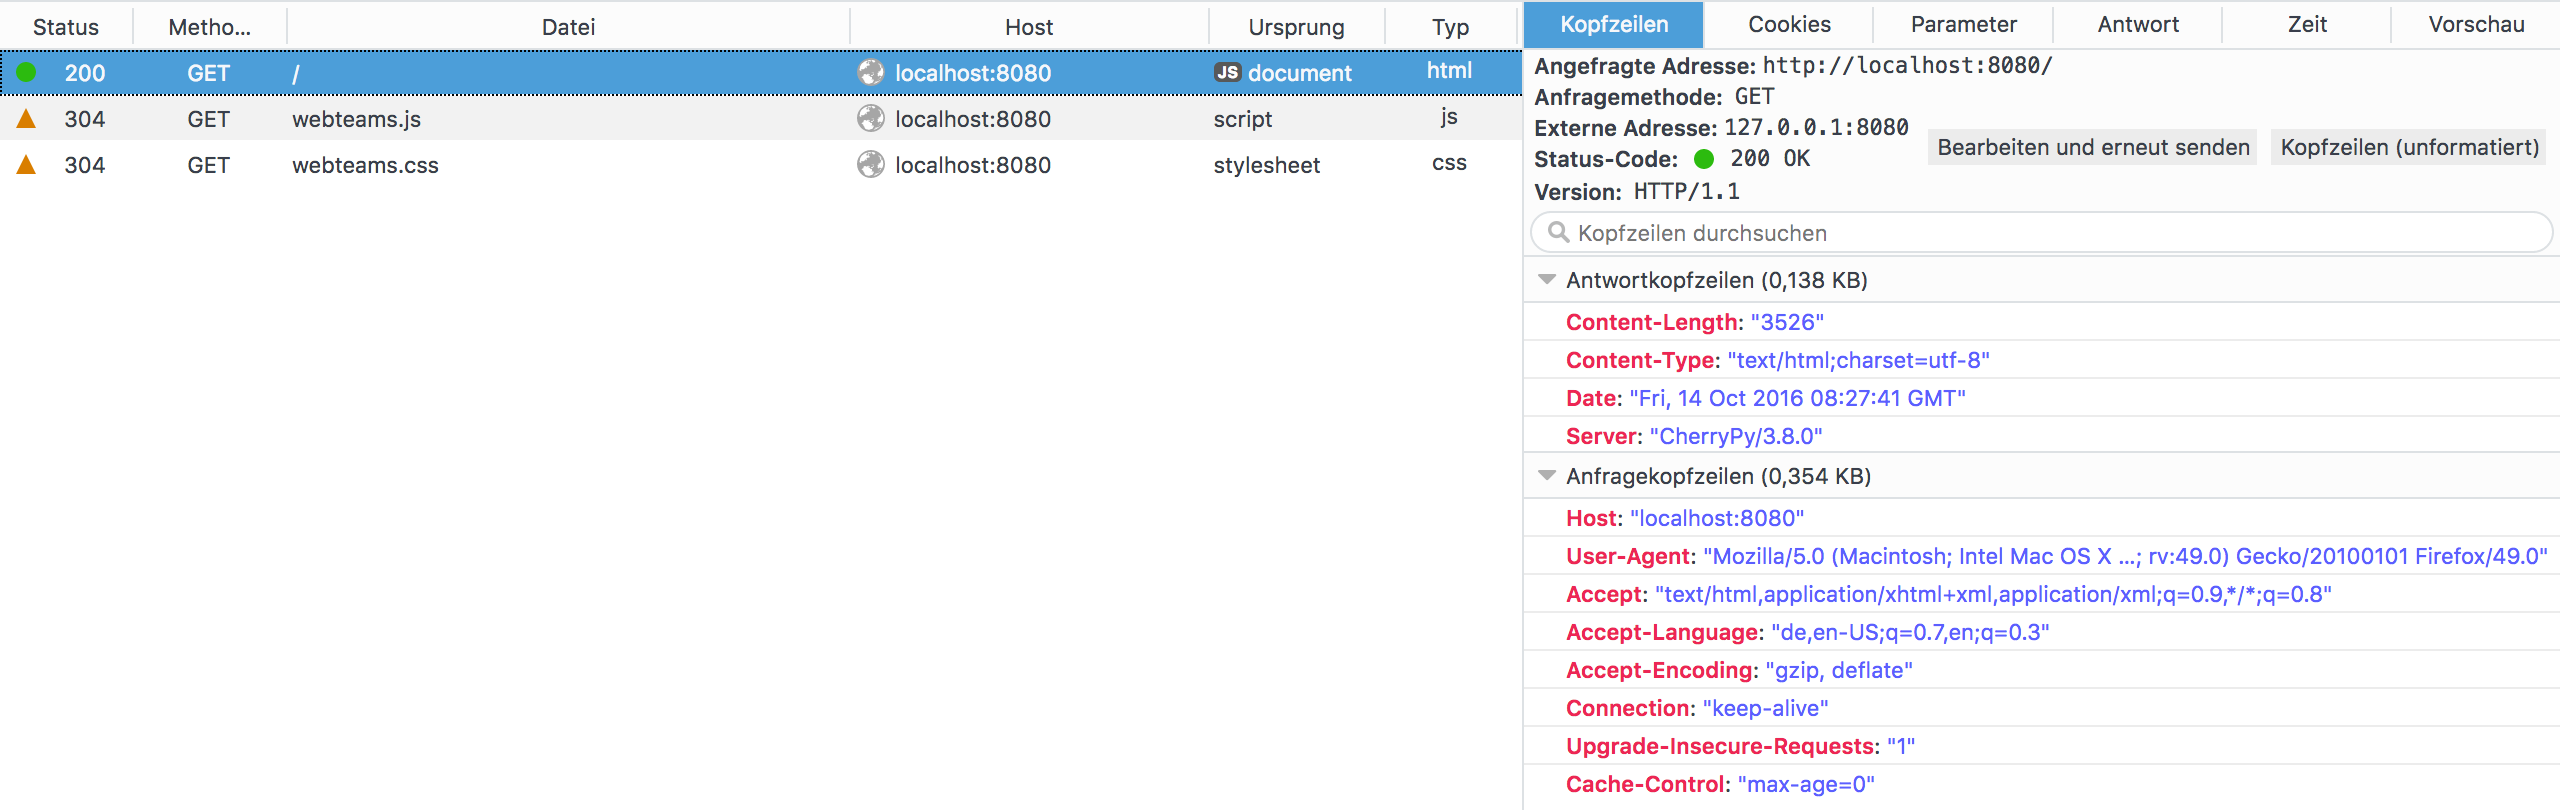 Status Metho... Datei Host Ursprung Typ
200 GET / localhost:8080 JS document html
304 GET webteams.js localhost:8080 script js
304 GET webteams.css localhost:8080 stylesheet css
Kopfzeilen Cookies Parameter Antwort Zeit Vorschau
Angefragte Adresse: http://localhost:8080/
Anfragemethode: GET
Externe Adresse: 127.0.0.1:8080
Status-Code: 200 OK
Bearbeiten und erneut senden Kopfzeilen (unformatiert)
Version: HTTP/1.1
Kopfzeilen durchsuchen
Antwortkopfzeilen (0,138 KB)
Content-Length: "3526"
Content-Type: "text/html;charset=utf-8"
Date: "Fri, 14 Oct 2016 08:27:41 GMT"
Server: "CherryPy/3.8.0"
Anfragekopfzeilen (0,354 KB)
Host: "localhost:8080"
User-Agent: "Mozilla/5.0 (Macintosh; Intel Mac OS X ...; rv:49.0) Gecko/20100101 Firefox/49.0"
Accept: "text/html,application/xhtml+xml,application/xml;q=0.9,*/*;q=0.8"
Accept-Language: "de,en-US;q=0.7,en;q=0.3"
Accept-Encoding: "gzip, deflate"
Connection: "keep-alive"
Upgrade-Insecure-Requests: "1"
Cache-Control: "max-age=0"